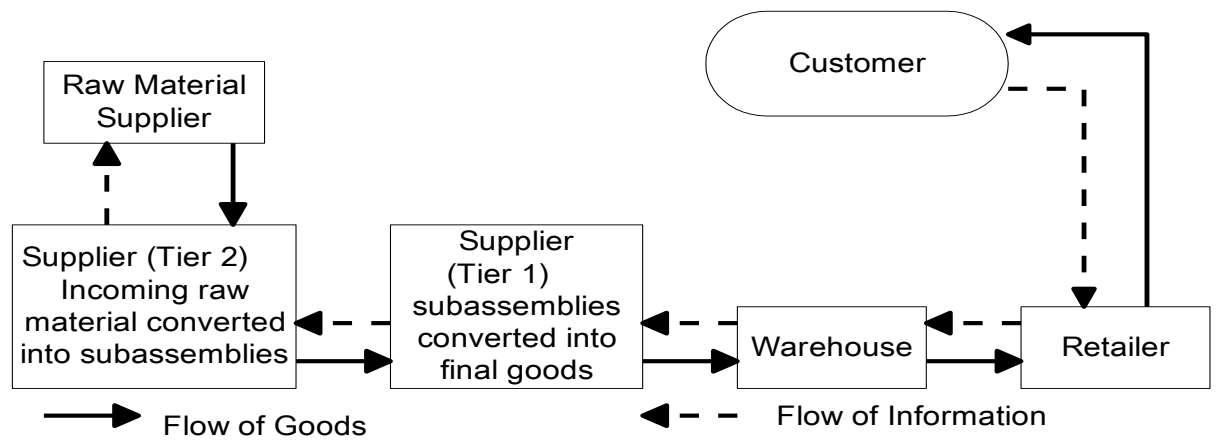 Customer
Raw Material
Supplier
Supplier (Tier 2)
Incoming raw
material converted
into subassemblies
Supplier
(Tier 1)
subassemblies
converted into
final goods
Warehouse
Retailer
Flow of Goods
Flow of Information